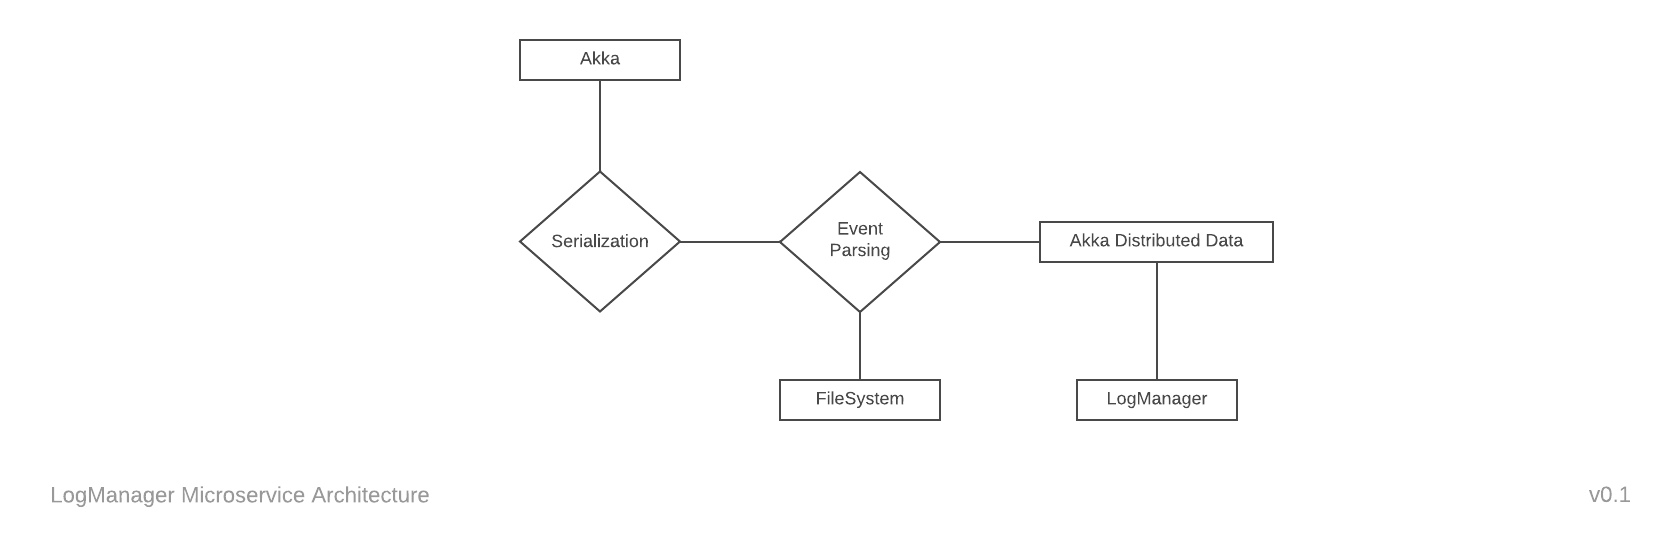 Akka
Serialization
Event
Parsing
Akka Distributed Data
FileSystem
LogManager
LogManager Microservice Architecture
v0.1